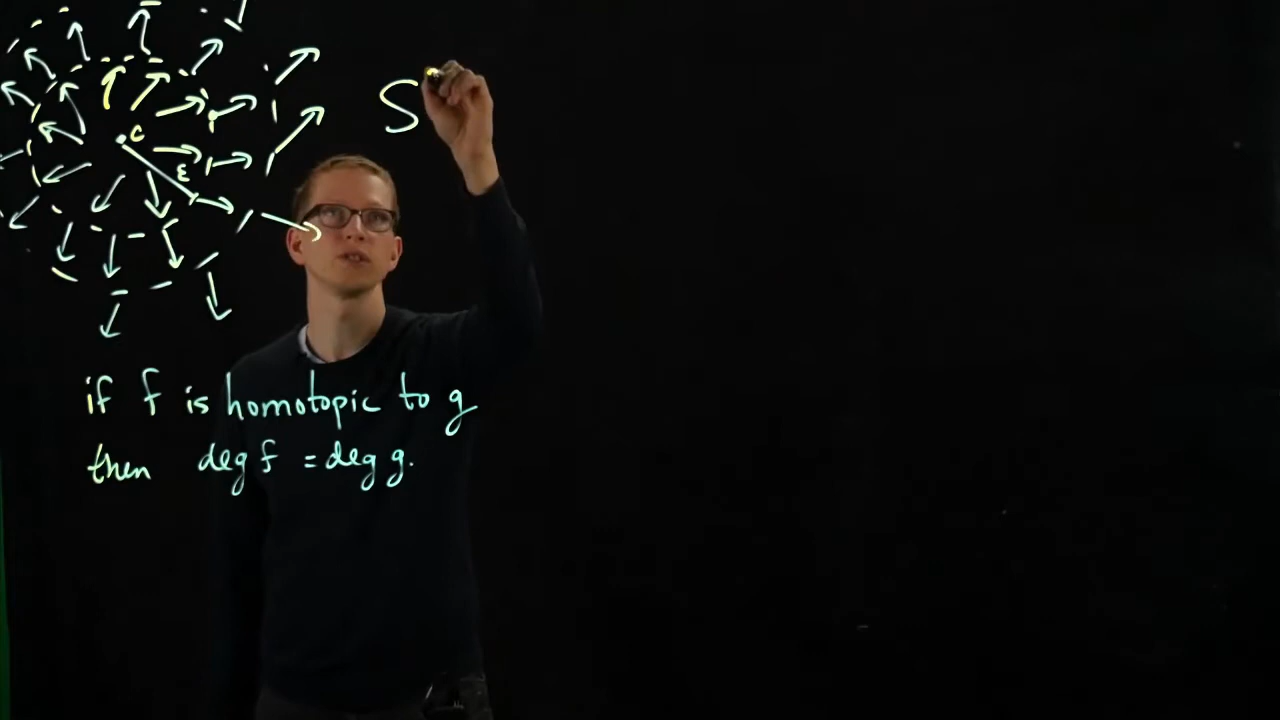 C
ε
S
if f is homotopic to g
then deg f = deg g.